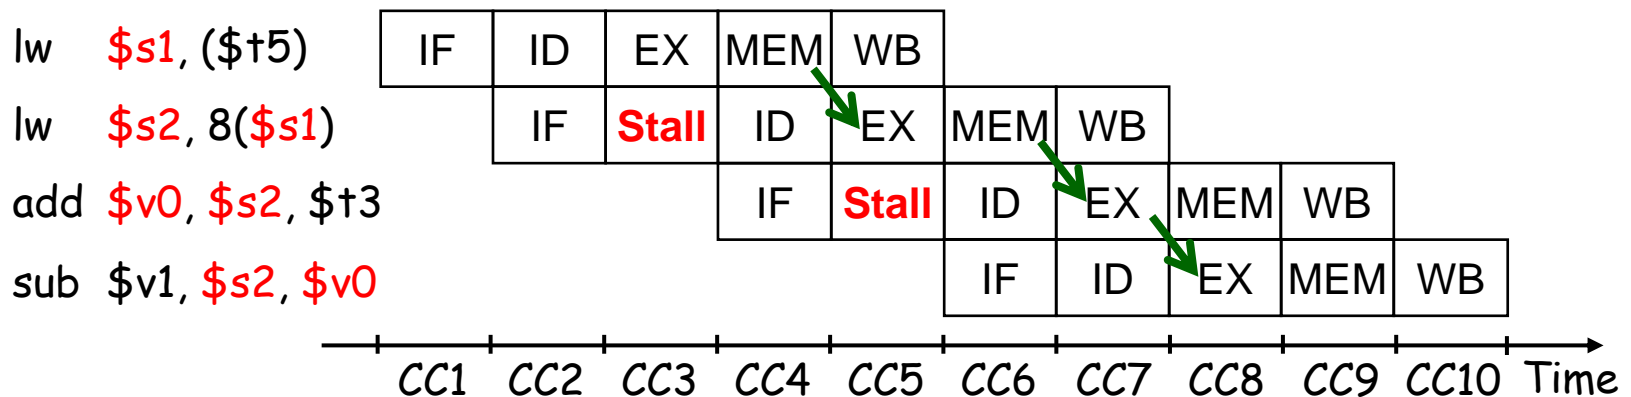 lw $s1, ($t5) IF ID EX MEM WB
lw $s2, 8($s1) IF Stall ID EX MEM WB
add $v0, $s2, $t3 IF Stall ID EX MEM WB
sub $v1, $s2, $v0 IF ID EX MEM WB
CC1 CC2 CC3 CC4 CC5 CC6 CC7 CC8 CC9 CC10 Time